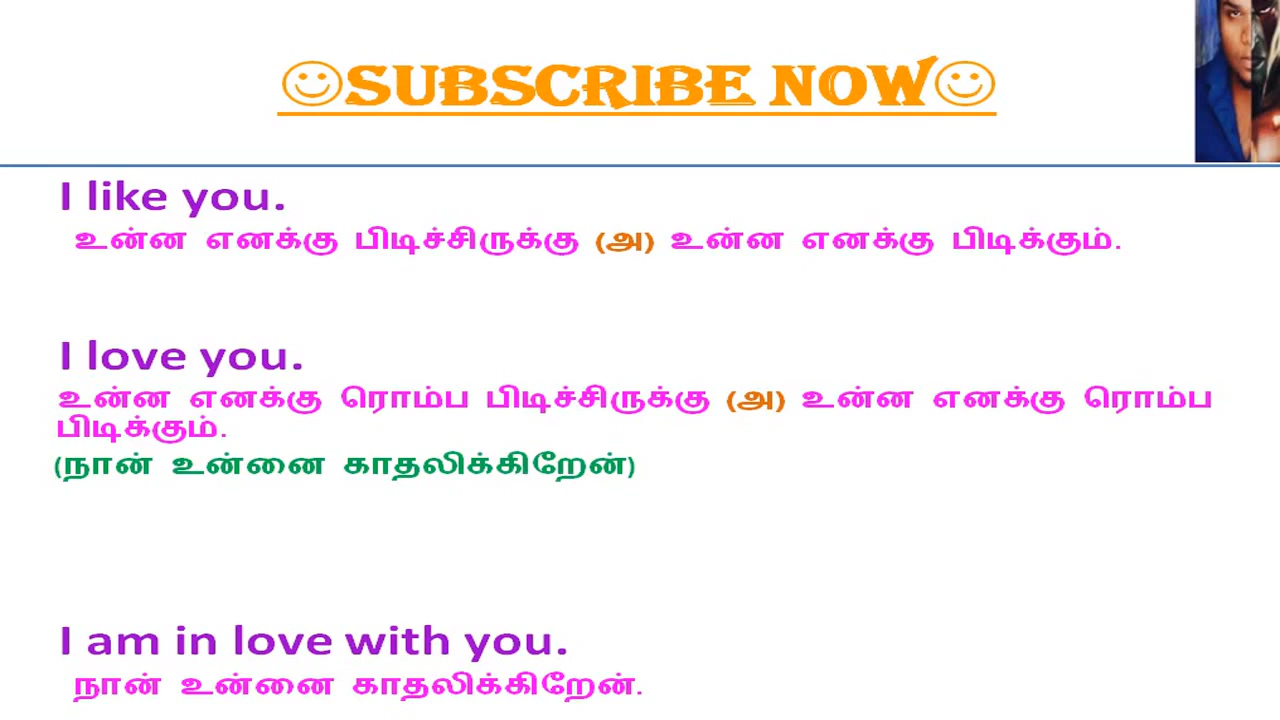 ☺SUBSCRIBE NOW☺
I like you.
உன்ன எனக்கு பிடிச்சிருக்கு (அ) உன்ன எனக்கு பிடிக்கும்.
I love you.
உன்ன எனக்கு ரொம்ப பிடிச்சிருக்கு (அ) உன்ன எனக்கு ரொம்ப
பிடிக்கும்.
(நான் உன்னை காதலிக்கிறேன்)
I am in love with you.
நான் உன்னை காதலிக்கிறேன்.